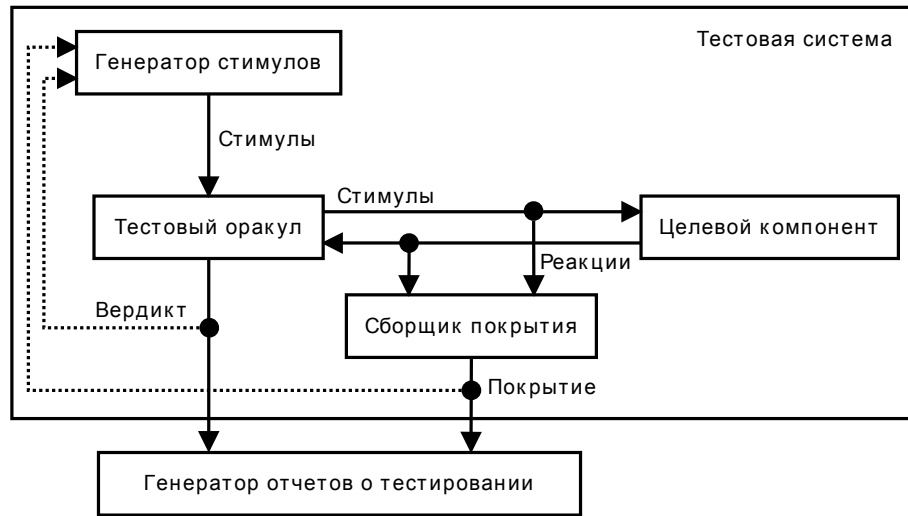 Тестовая система
Генератор стимулов
Стимулы
Стимулы
Тестовый оракул
Целевой компонент
Реакции
Вердикт
Сборщик покрытия
Покрытие
Генератор отчетов о тестировании